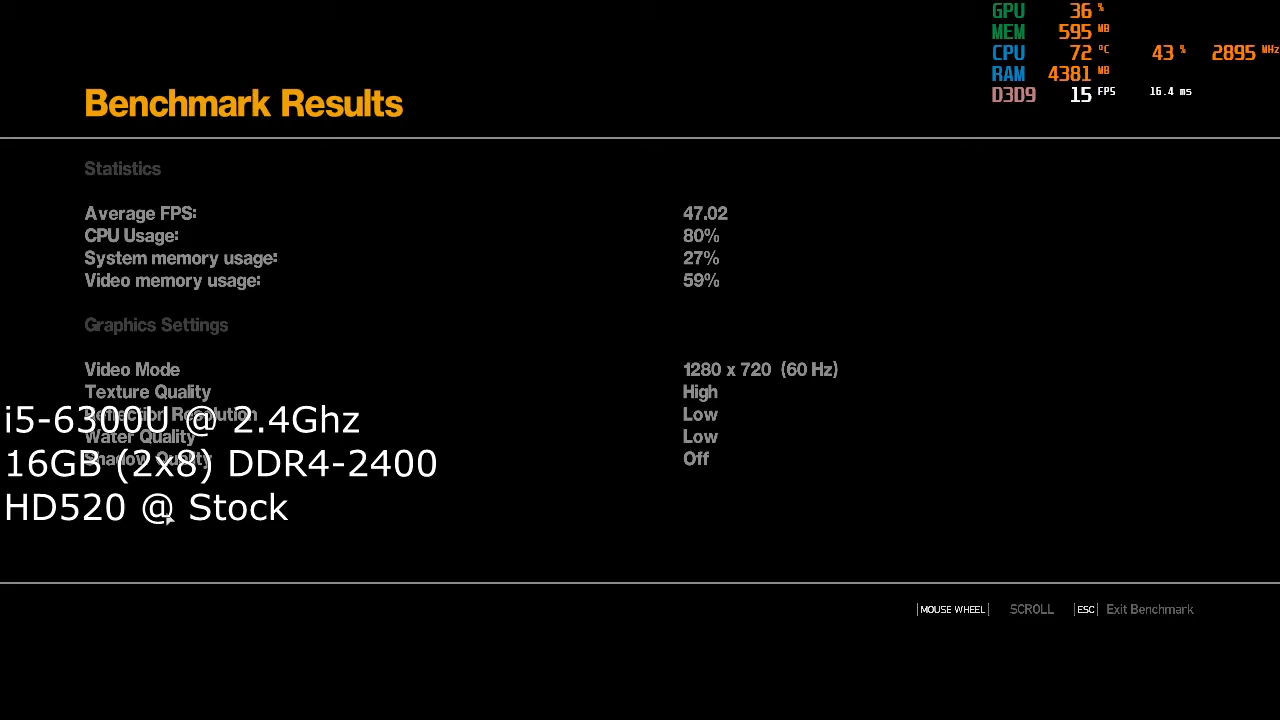 GPU 36 %
MEM 595 MB
CPU 72 °C 43 % 2895 MHz
RAM 4381 MB
D3D9 15 FPS 16.4 ms
Benchmark Results
Statistics
Average FPS: 47.02
CPU Usage: 80%
System memory usage: 27%
Video memory usage: 59%
Graphics Settings
Video Mode 1280 x 720 (60 Hz)
Texture Quality High
Reflection Resolution Low
i5-6300U @ 2.4Ghz
Water Quality Low
Shadow Quality Off
16GB (2x8) DDR4-2400
HD520 @ Stock
MOUSE WHEEL SCROLL ESC Exit Benchmark